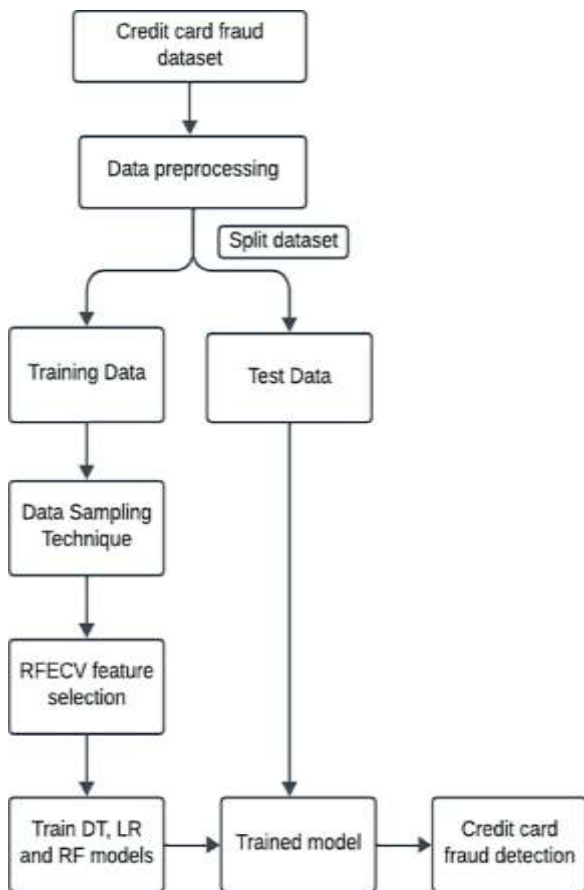 Credit card fraud
dataset
Data preprocessing
Split dataset
Training Data
Test Data
Data Sampling
Technique
RFECV feature
selection
Train DT, LR
and RF models
Trained model
Credit card
fraud detection